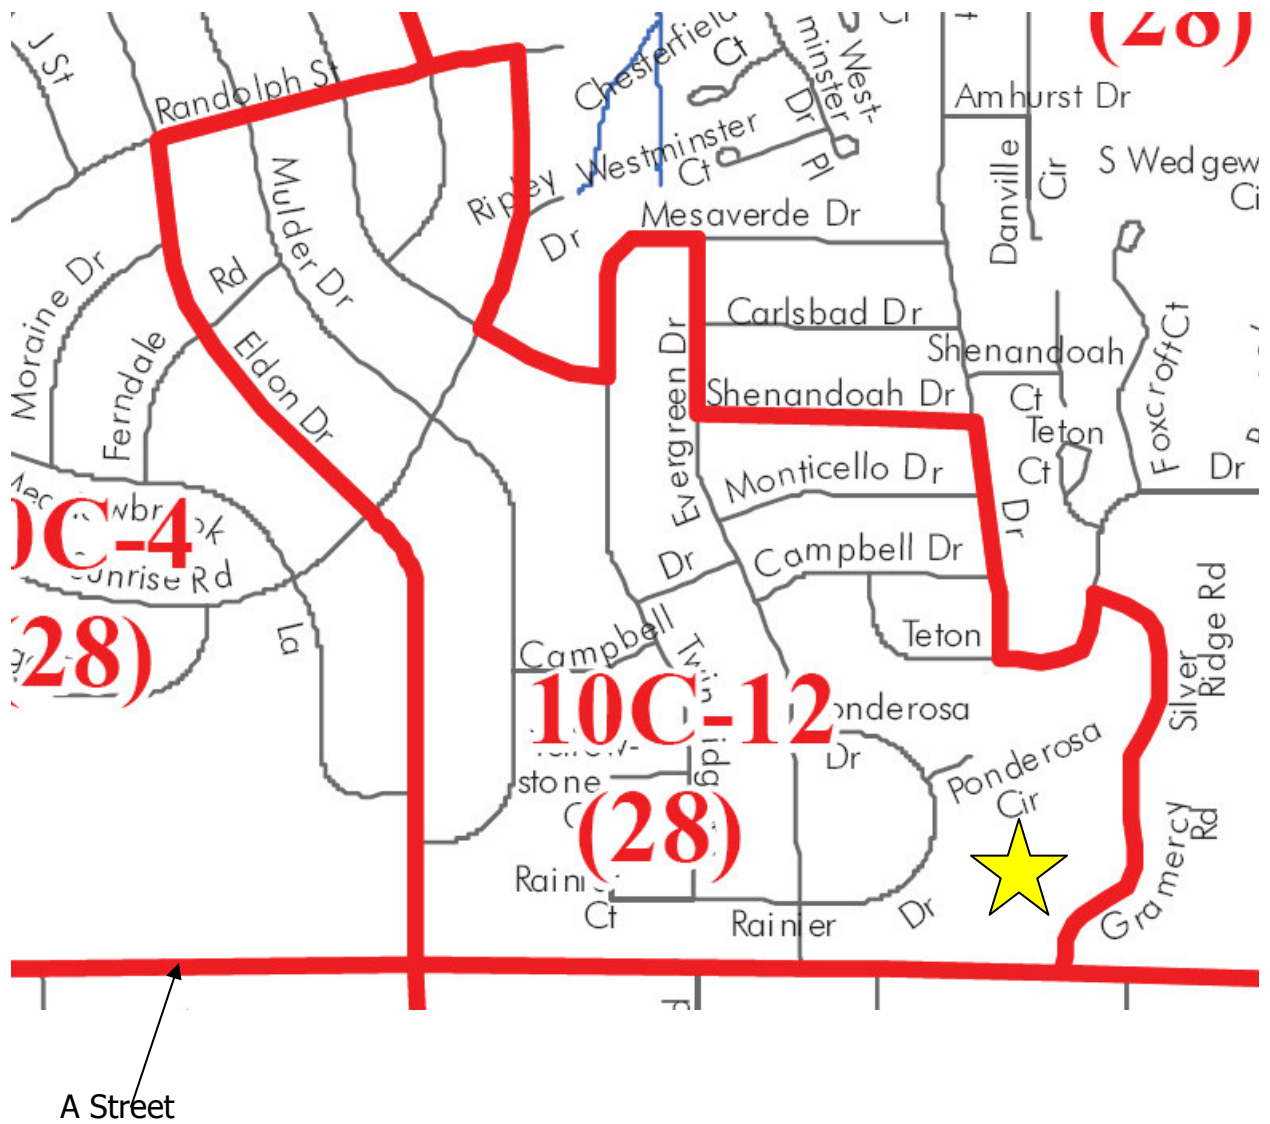 J St
Randolph St
Chesterfield
Ct
West-
minster
Dr
Pl
(28)
Amhurst Dr
Danville
Cir
S Wedgew
Ci
Westminster
Ct
Ripley
Dr
Mesaverde Dr
Mulder Dr
Moraine Dr
Rd
Ferndale
Eldon Dr
Evergreen Dr
Carlsbad Dr
Shenandoah
Ct
Shenandoah Dr
Teton
Ct
Foxcroft Ct
Dr
Monticello Dr
Dr
0C-4
Sunrise Rd
(28)
La
Dr
Campbell Dr
Campbell
Teton
Silver
Ridge Rd
10C-12
(28)
Ponderosa
Dr
stone
Ponderosa
Cir
Gramercy
Rd
Ct
Rainier
Dr
A Street